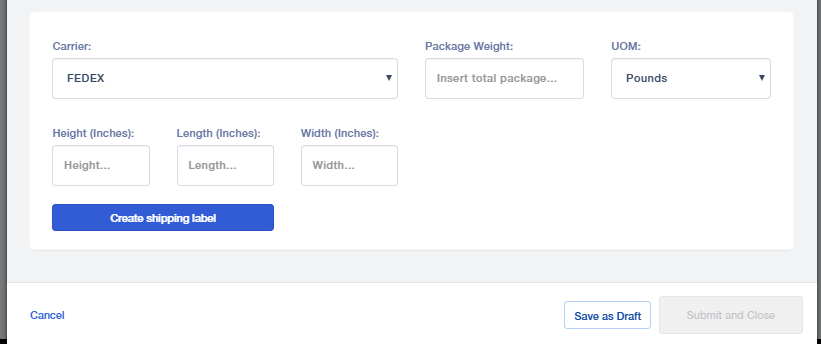 Carrier: Package Weight: UOM:
FEDEX Insert total package... Pounds
Height (Inches): Length (Inches): Width (Inches):
Height... Length... Width...
Create shipping label
Cancel Save as Draft Submit and Close